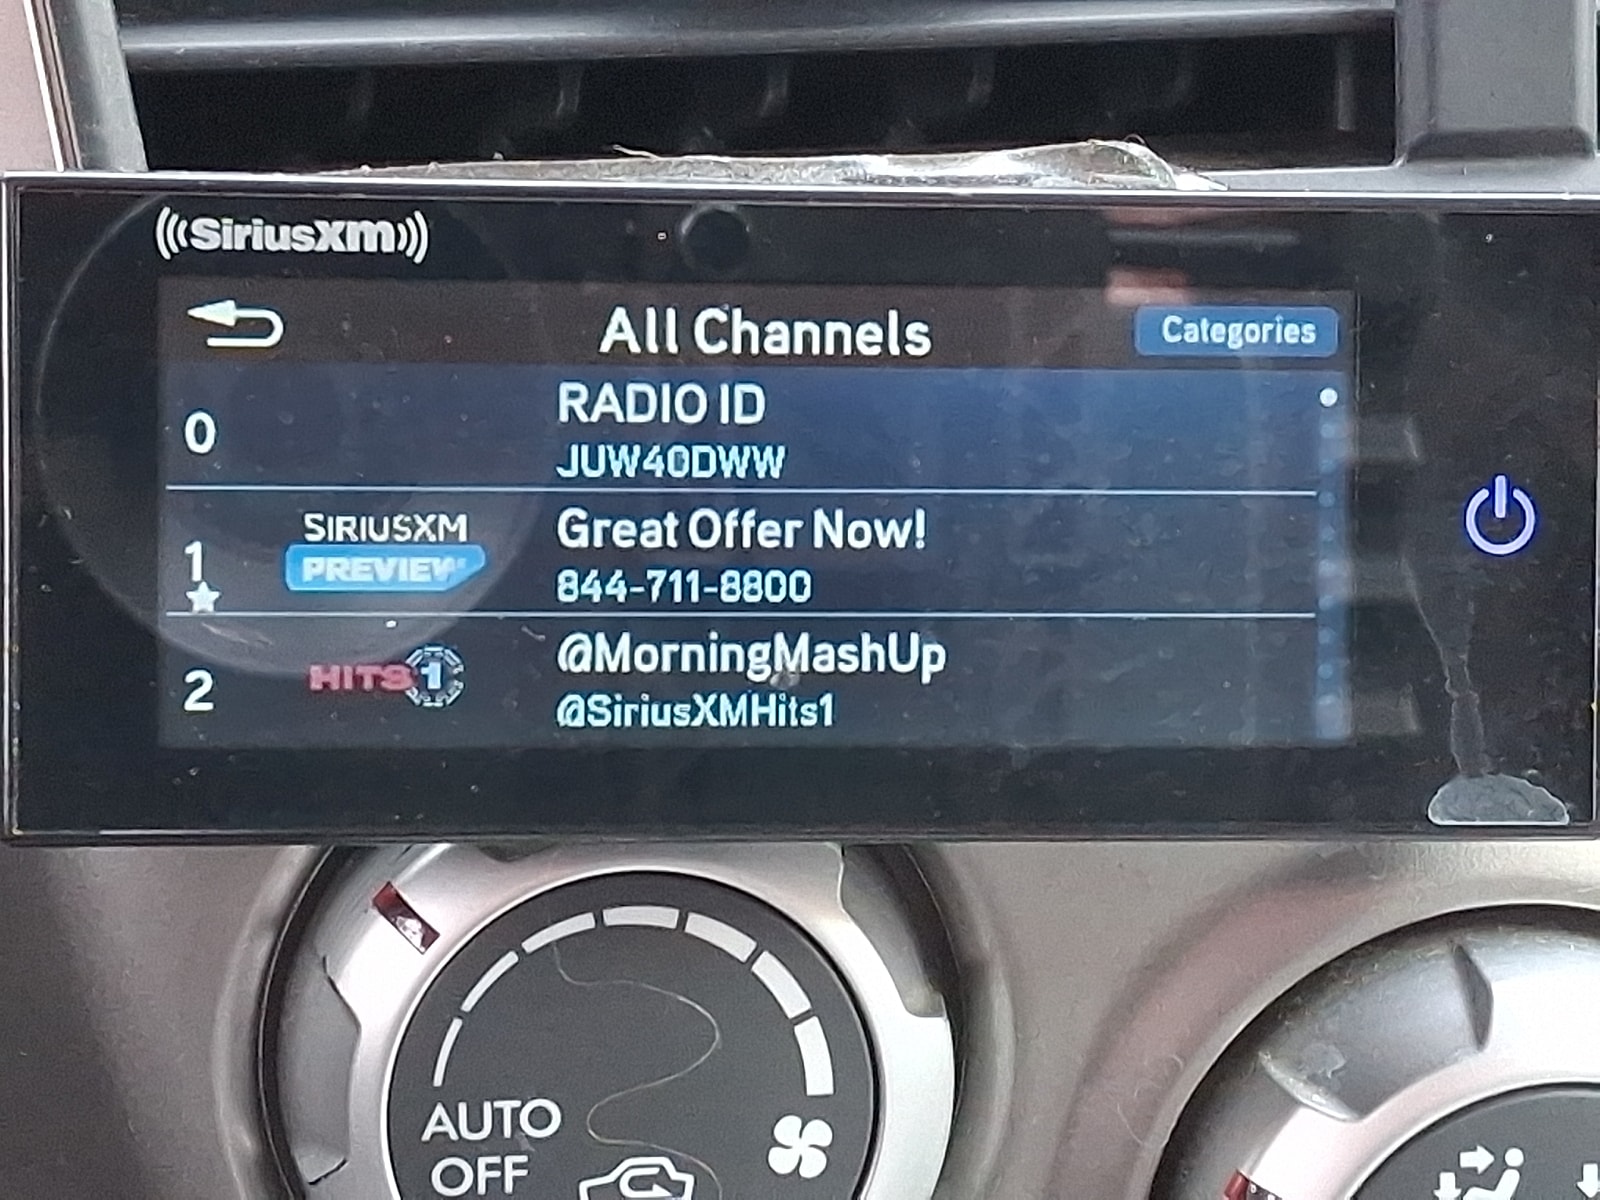 SiriusXM
All Channels
Categories
0
RADIO ID
JUW40DWW
1
SIRIUSXM
PREVIEW
Great Offer Now!
844-711-8800
2
HITS 1
@MorningMashUp
@SiriusXMHits1
AUTO
OFF